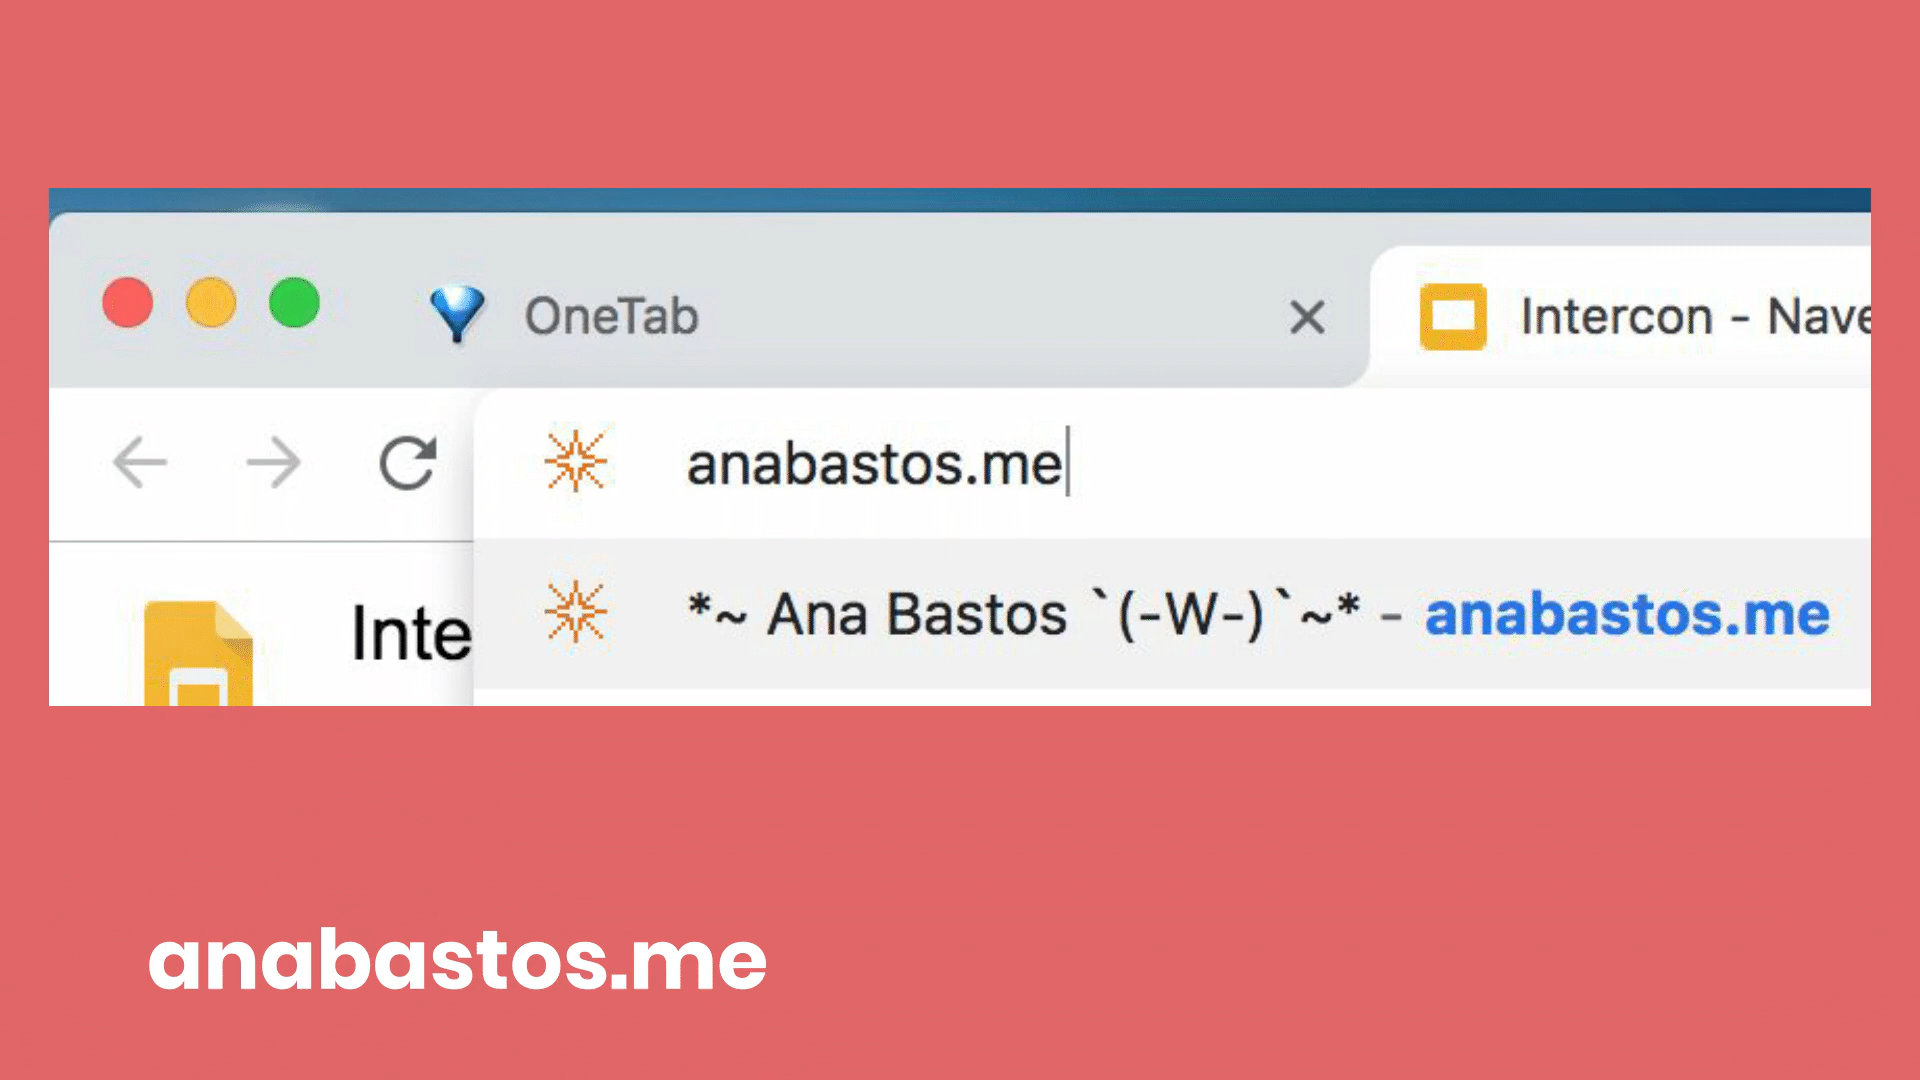 OneTab
Intercon - Nave
anabastos.me
Inte
*~ Ana Bastos `(-W-)`~* - anabastos.me
anabastos.me